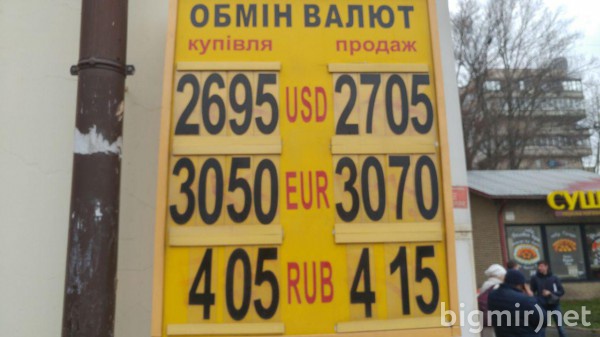 ОБМІН ВАЛЮТ
купівля продаж
2695 USD 2705
3050 EUR 3070
405 RUB 415
СУШ
bigmir)net